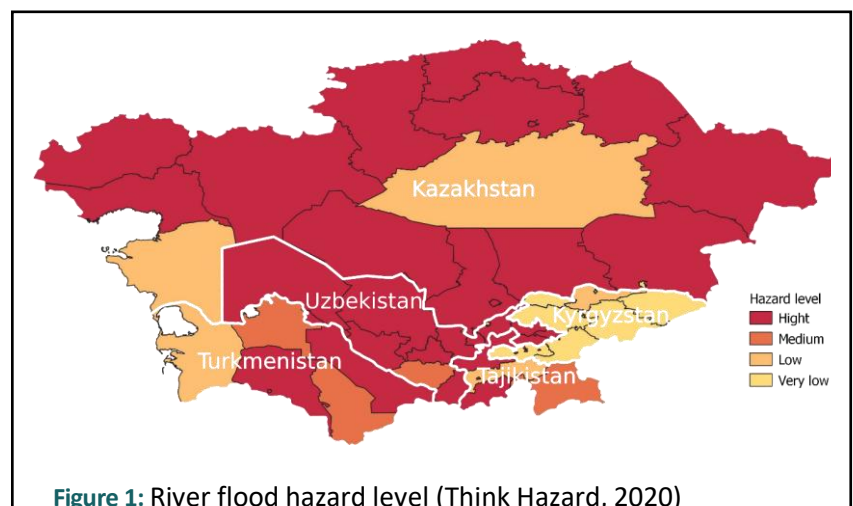 Kazakhstan
Uzbekistan
Kyrgyzstan
Turkmenistan
Tajikistan
Hazard level
Hight
Medium
Low
Very low
Figure 1: River flood hazard level (Think Hazard, 2020)